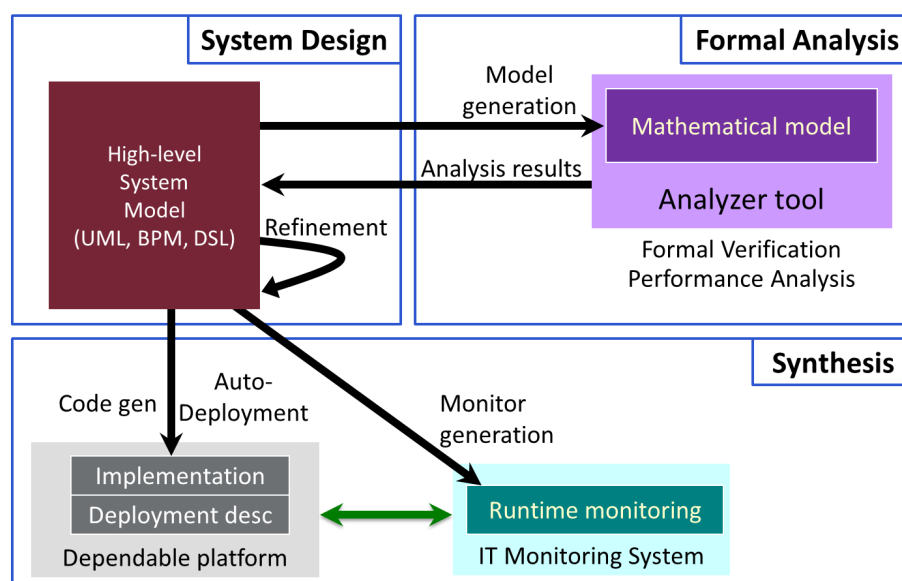 System Design
Formal Analysis
High-level
System
Model
(UML, BPM, DSL)
Model
generation
Mathematical model
Analysis results
Analyzer tool
Refinement
Formal Verification
Performance Analysis
Synthesis
Code gen
Auto-
Deployment
Monitor
generation
Implementation
Deployment desc
Dependable platform
Runtime monitoring
IT Monitoring System